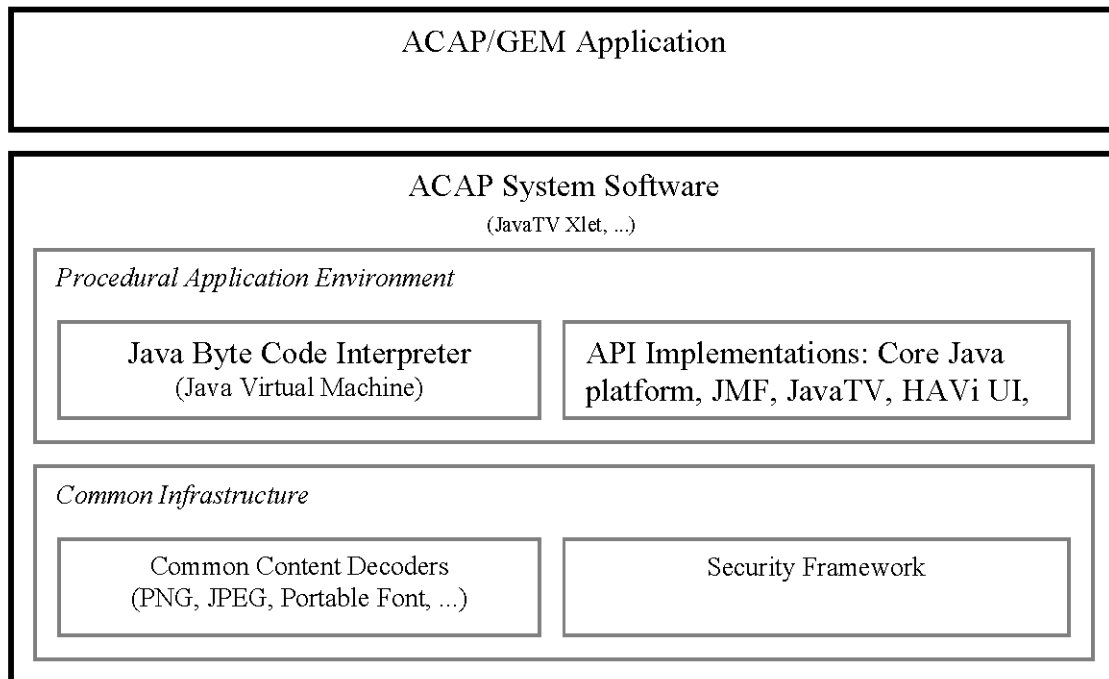 ACAP/GEM Application
ACAP System Software
(JavaTV Xlet, ...)
Procedural Application Environment
Java Byte Code Interpreter
(Java Virtual Machine)
API Implementations: Core Java
platform, JMF, JavaTV, HAVi UI,
Common Infrastructure
Common Content Decoders
(PNG, JPEG, Portable Font, ...)
Security Framework